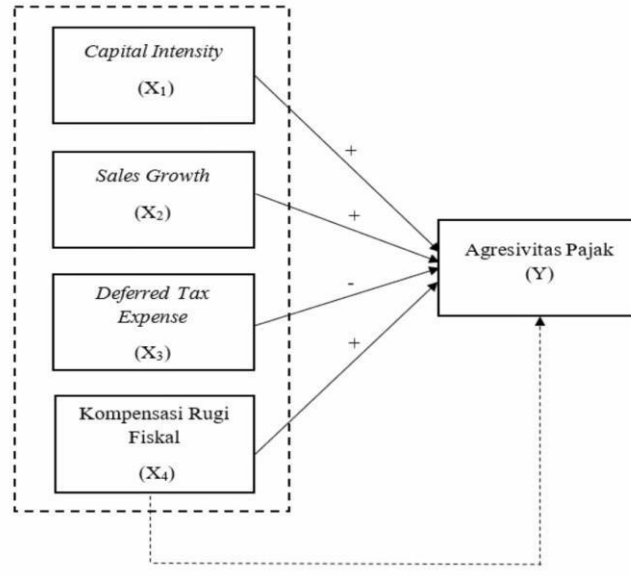 Capital Intensity
(X₁)
+
Sales Growth
(X₂)
+
Agresivitas Pajak
(Y)
Deferred Tax
Expense
(X₃)
-
+
Kompensasi Rugi
Fiskal
(X₄)